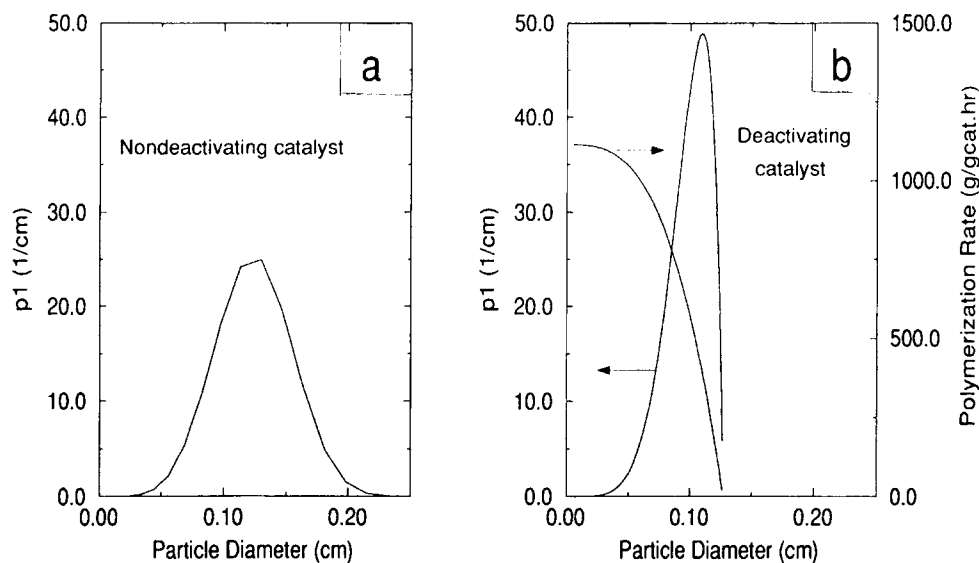 50.0
40.0
30.0
20.0
10.0
0.0
p1 (1/cm)
a
Nondeactivating catalyst
0.00
0.10
0.20
Particle Diameter (cm)
50.0
40.0
30.0
20.0
10.0
0.0
p1 (1/cm)
b
Deactivating
catalyst
1500.0
1000.0
500.0
0.0
Polymerization Rate (g/gcat.hr)
0.00
0.10
0.20
Particle Diameter (cm)